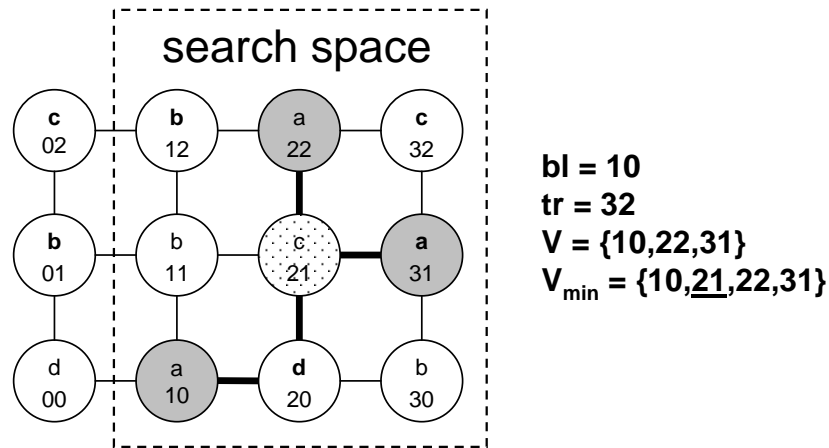 search space
c
02
b
12
a
22
c
32
b
01
b
11
c
21
a
31
d
00
a
10
d
20
b
30
bl = 10
tr = 32
V = {10,22,31}
Vmin = {10,21,22,31}